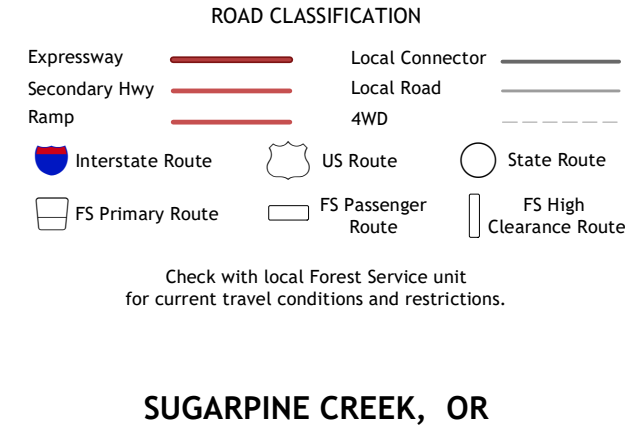 ROAD CLASSIFICATION
Expressway
Local Connector
Secondary Hwy
Local Road
Ramp
4WD
Interstate Route
US Route
State Route
FS Primary Route
FS Passenger
Route
FS High
Clearance Route
Check with local Forest Service unit
for current travel conditions and restrictions.
SUGARPINE CREEK, OR